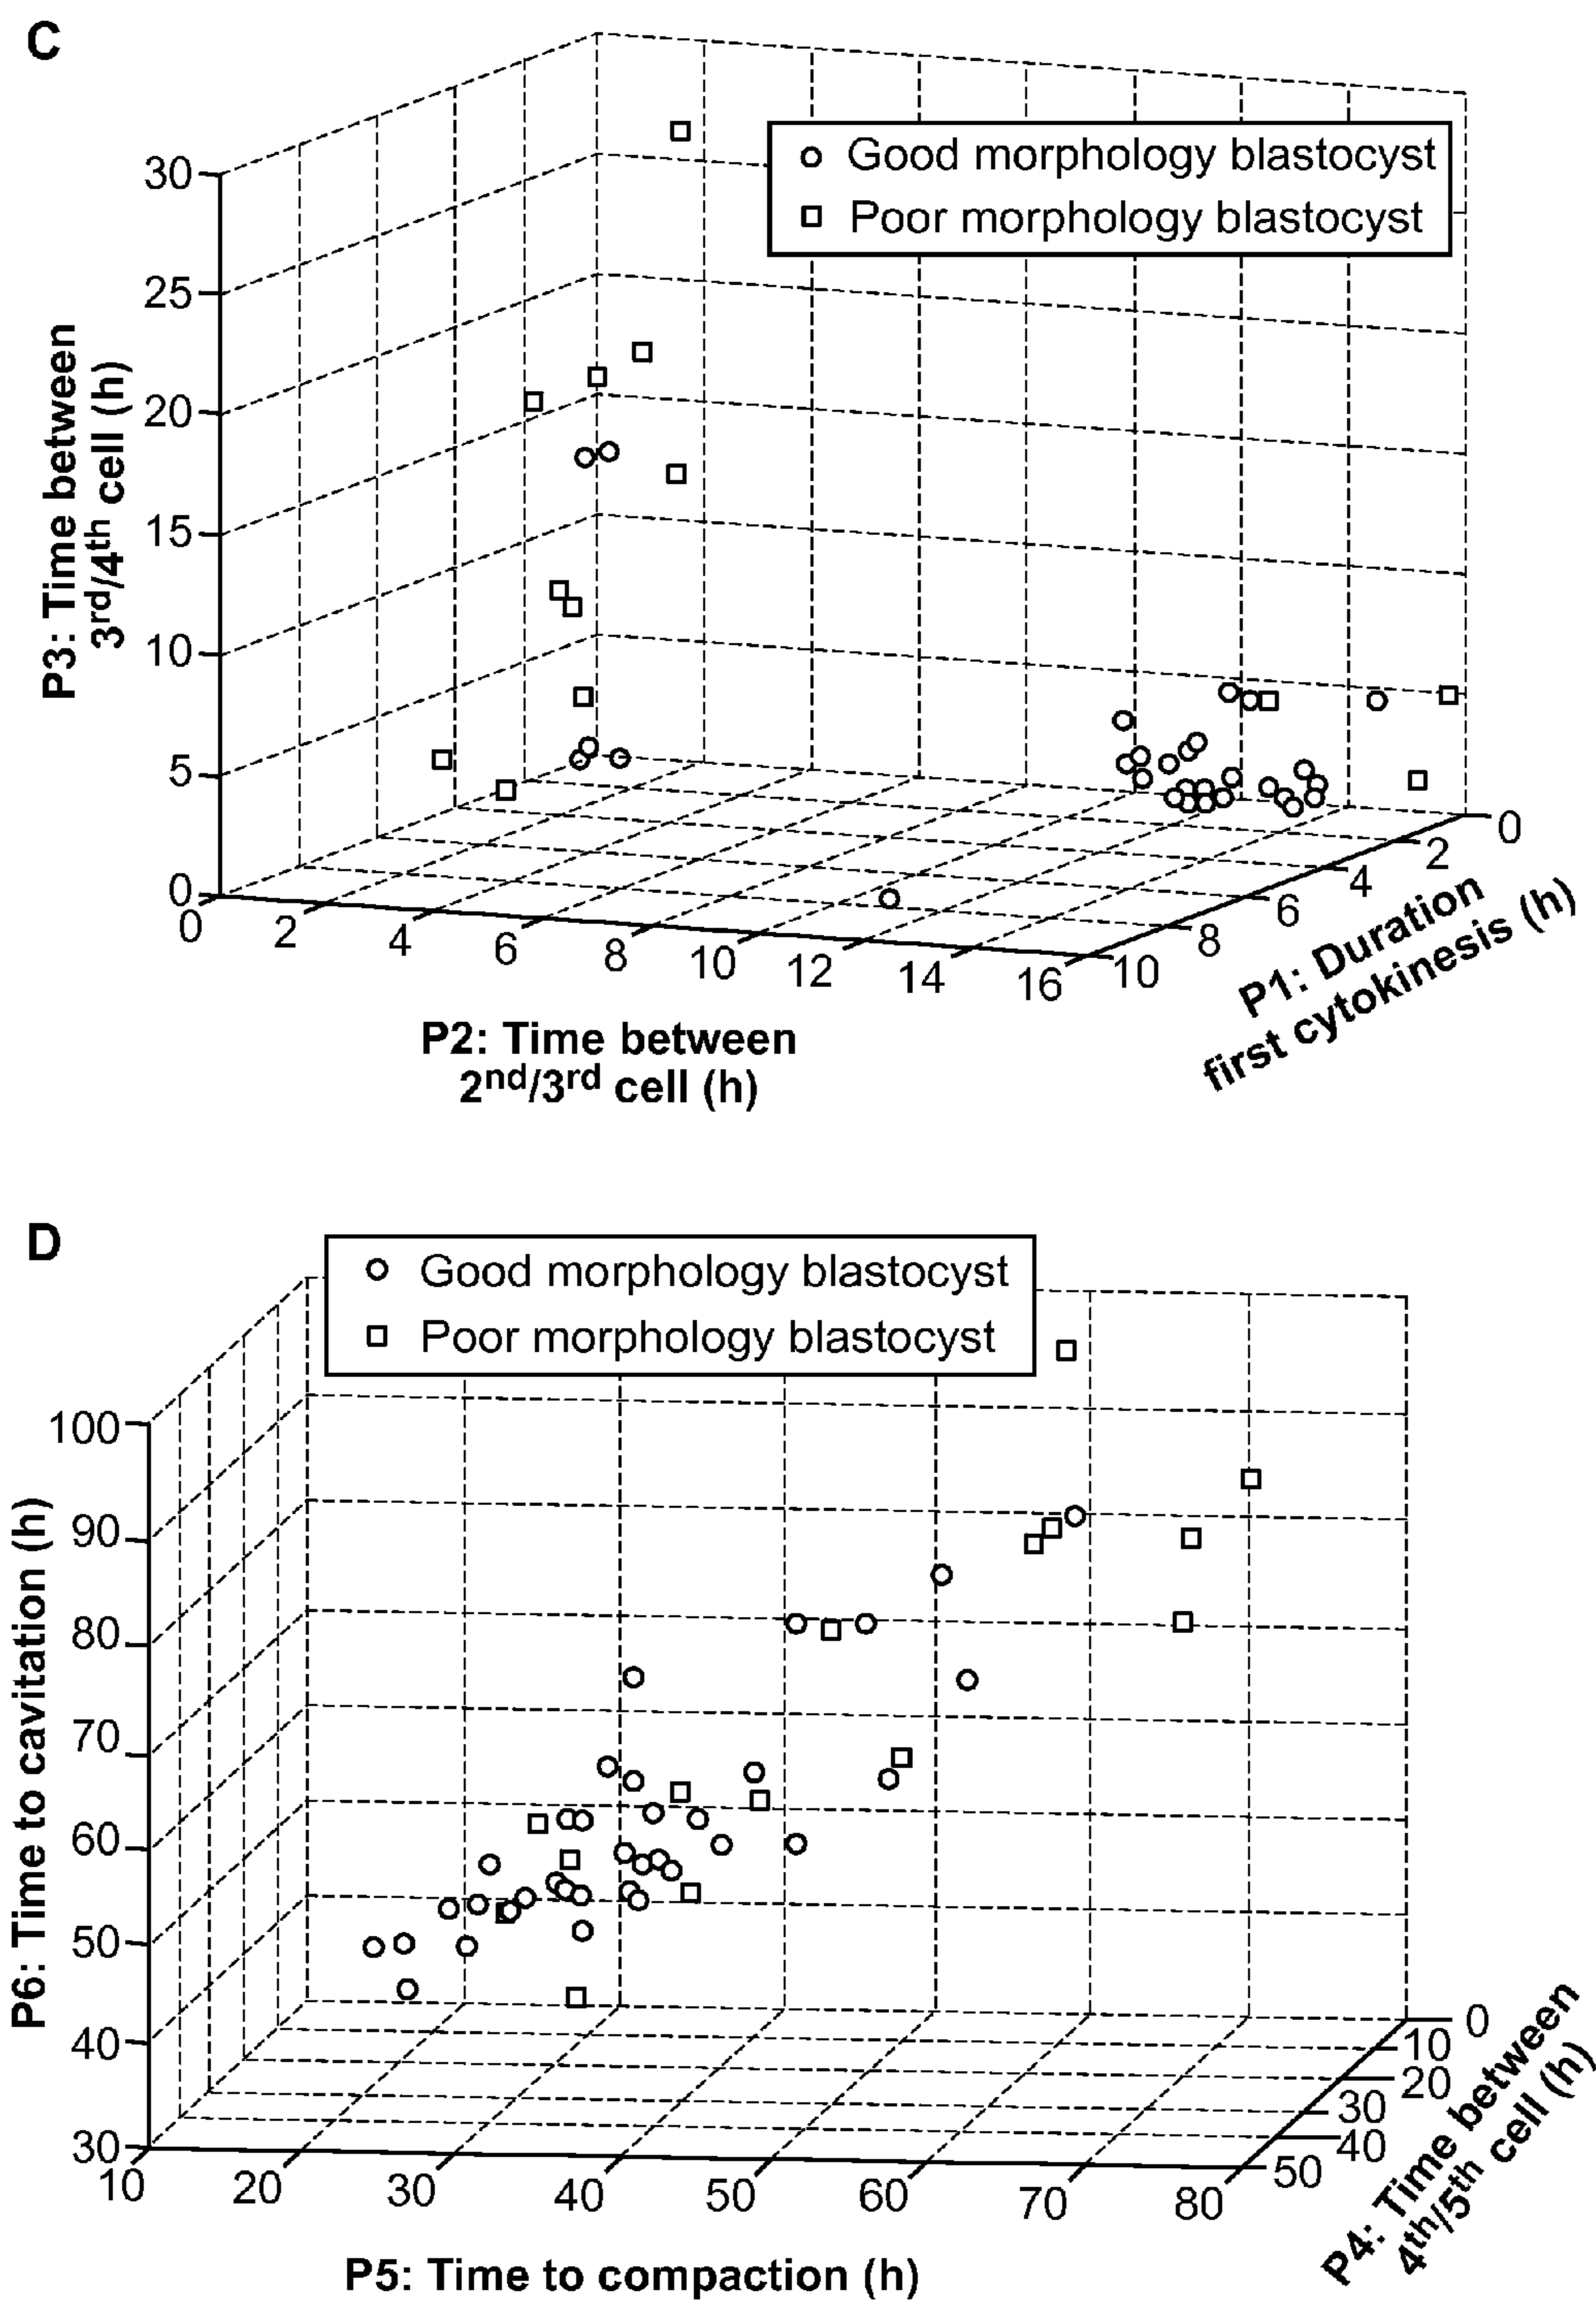 C
Good morphology blastocyst
Poor morphology blastocyst
30
25
20
15
10
5
0
P3: Time between
3rd/4th cell (h)
0
2
4
6
8
10
12
14
16
P2: Time between
2nd/3rd cell (h)
0
2
4
6
8
10
P1: Duration
first cytokinesis (h)
D
Good morphology blastocyst
Poor morphology blastocyst
100
90
80
70
60
50
40
30
P6: Time to cavitation (h)
10
20
30
40
50
60
70
80
P5: Time to compaction (h)
0
10
20
30
40
50
P4: Time between
4th/5th cell (h)